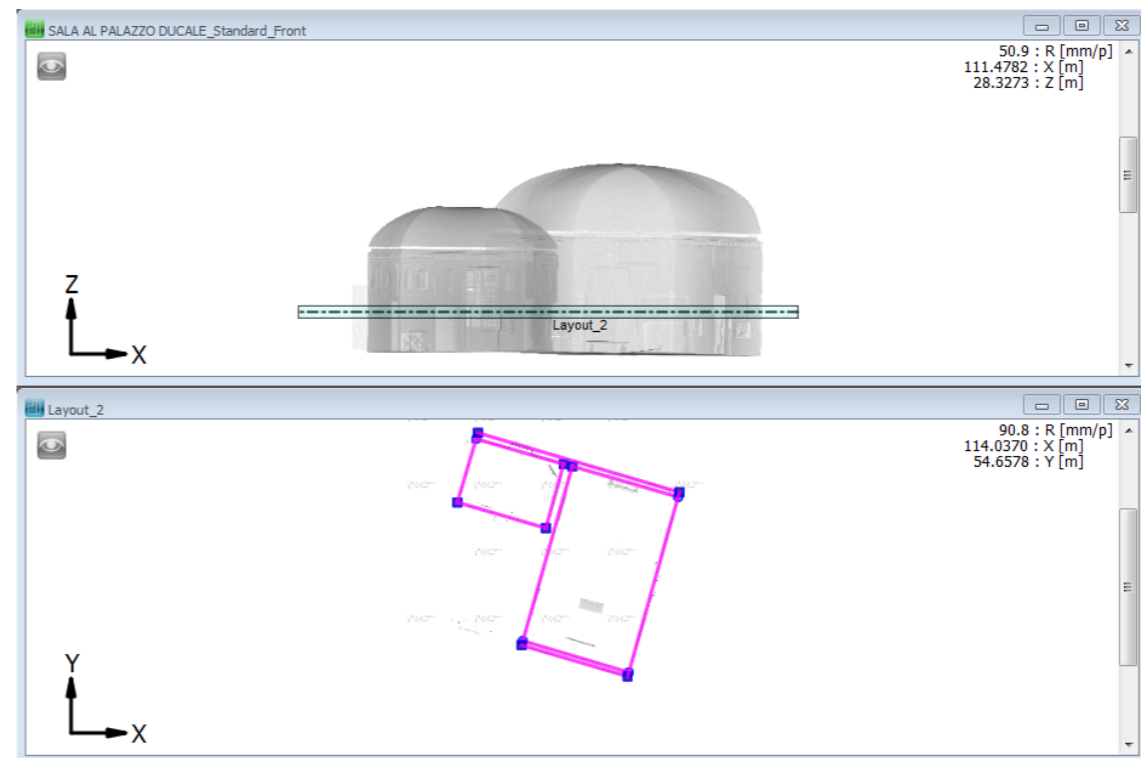 SALA AL PALAZZO DUCALE_Standard_Front
50.9 : R [mm/p]
111.4782 : X [m]
28.3273 : Z [m]
Z
X
Layout_2
Layout_2
90.8 : R [mm/p]
114.0370 : X [m]
54.6578 : Y [m]
Y
X